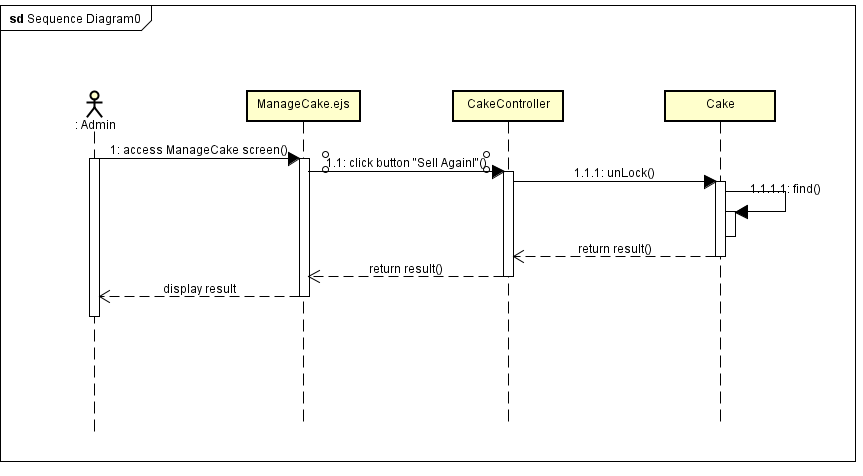 sd Sequence Diagram0
: Admin
ManageCake.ejs
CakeController
Cake
1: access ManageCake screen()
1.1: click button "Sell AgainI"()
1.1.1: unLock()
1.1.1.1: find()
return result()
return result()
display result